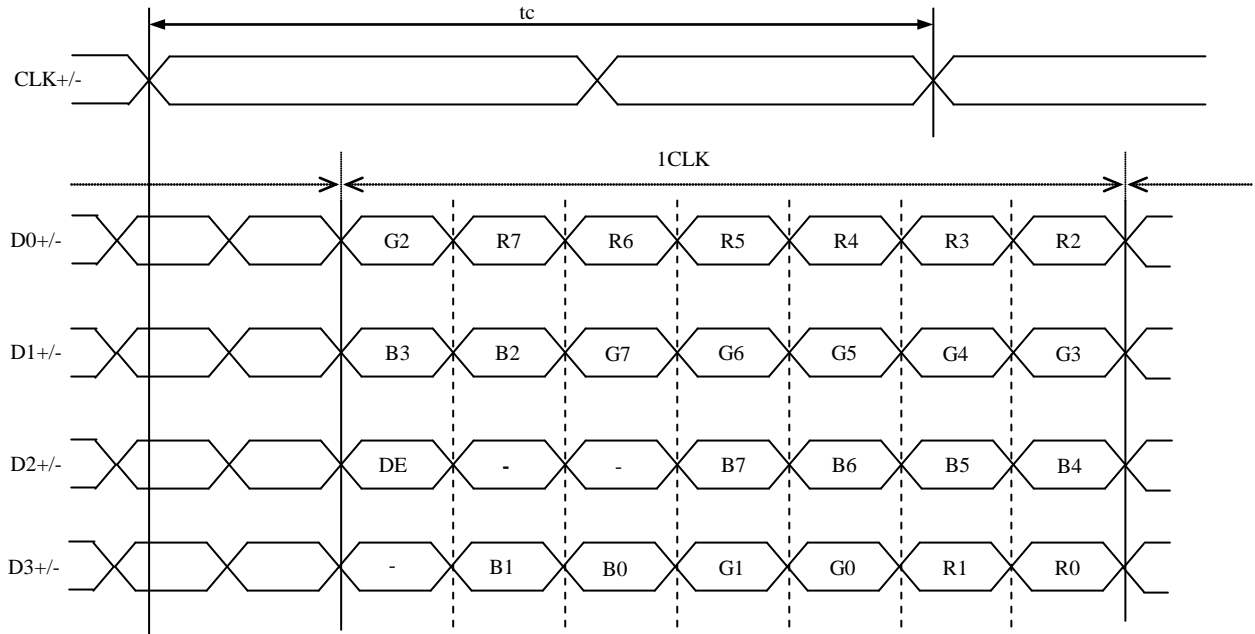 tc
CLK+/-
1CLK
D0+/- G2 R7 R6 R5 R4 R3 R2
D1+/- B3 B2 G7 G6 G5 G4 G3
D2+/- DE - - B7 B6 B5 B4
D3+/- - B1 B0 G1 G0 R1 R0